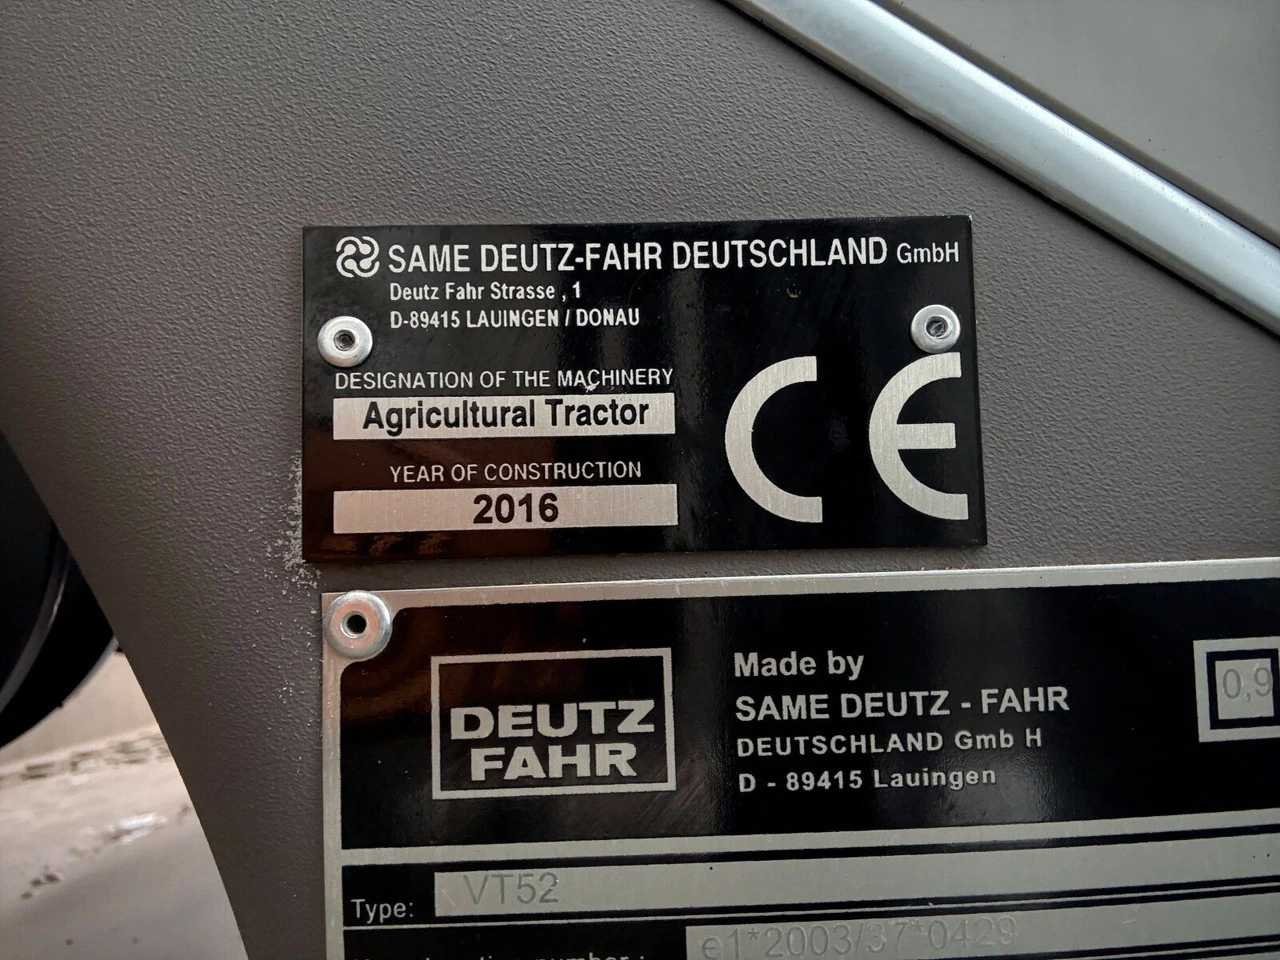 SAME DEUTZ-FAHR DEUTSCHLAND GmbH
Deutz Fahr Strasse , 1
D-89415 LAUINGEN / DONAU
DESIGNATION OF THE MACHINERY
Agricultural Tractor
YEAR OF CONSTRUCTION
2016
CE
DEUTZ
FAHR
Made by
SAME DEUTZ - FAHR
DEUTSCHLAND Gmb H
D - 89415 Lauingen
0,9
Type: VT52
e1*2003/37*0429